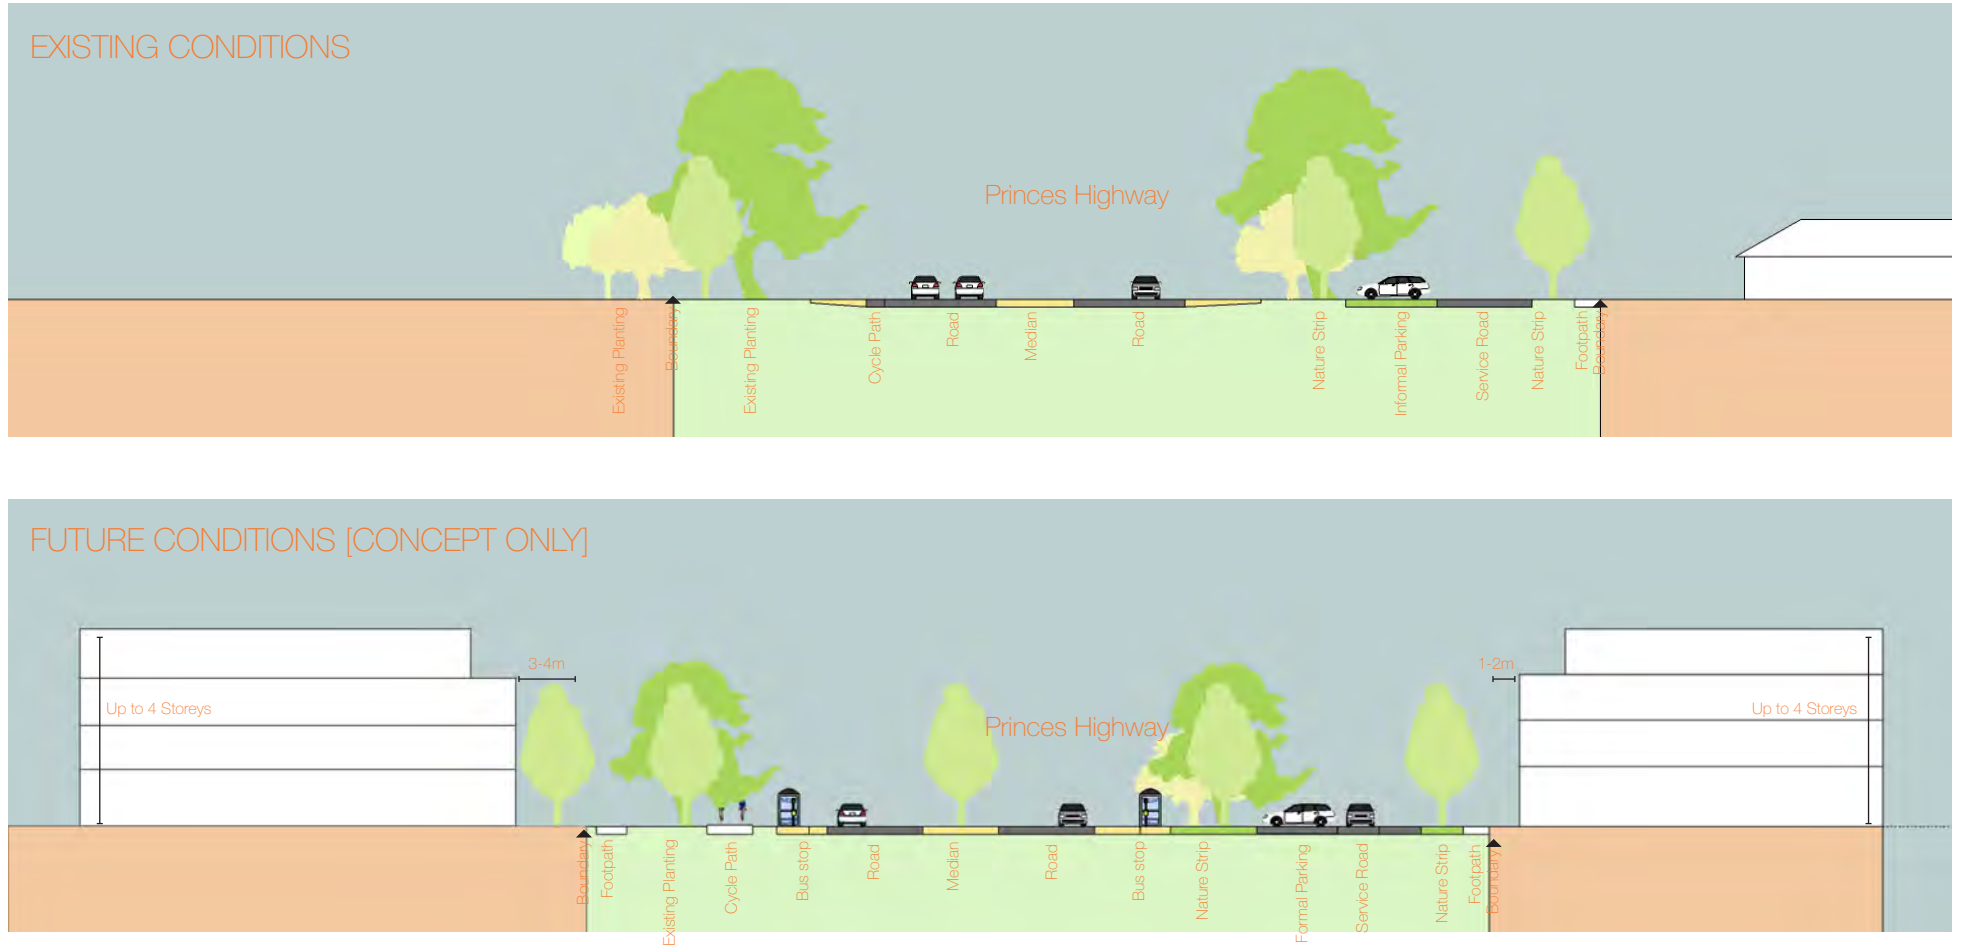 EXISTING CONDITIONS
Princes Highway
Existing Planting
Boundary
Existing Planting
Cycle Path
Road
Median
Road
Nature Strip
Informal Parking
Service Road
Nature Strip
Footpath
Boundary
FUTURE CONDITIONS [CONCEPT ONLY]
3-4m
1-2m
Up to 4 Storeys
Up to 4 Storeys
Princes Highway
Boundary
Footpath
Existing Planting
Cycle Path
Bus stop
Road
Median
Road
Bus stop
Nature Strip
Formal Parking
Service Road
Nature Strip
Footpath
Boundary